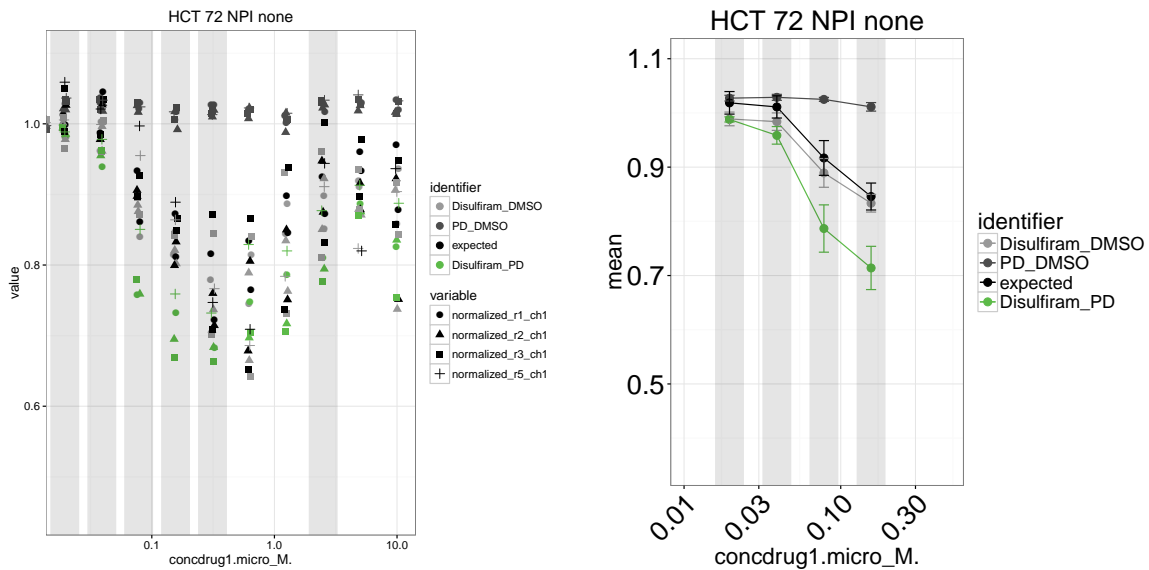 HCT 72 NPI none
1.0
0.8
0.6
value
0.1
1.0
10.0
concdrug1.micro_M.
identifier
Disulfiram_DMSO
PD_DMSO
expected
Disulfiram_PD
variable
normalized_r1_ch1
normalized_r2_ch1
normalized_r3_ch1
normalized_r5_ch1
HCT 72 NPI none
1.1
0.9
0.7
0.5
mean
0.01
0.03
0.10
0.30
concdrug1.micro_M.
identifier
Disulfiram_DMSO
PD_DMSO
expected
Disulfiram_PD